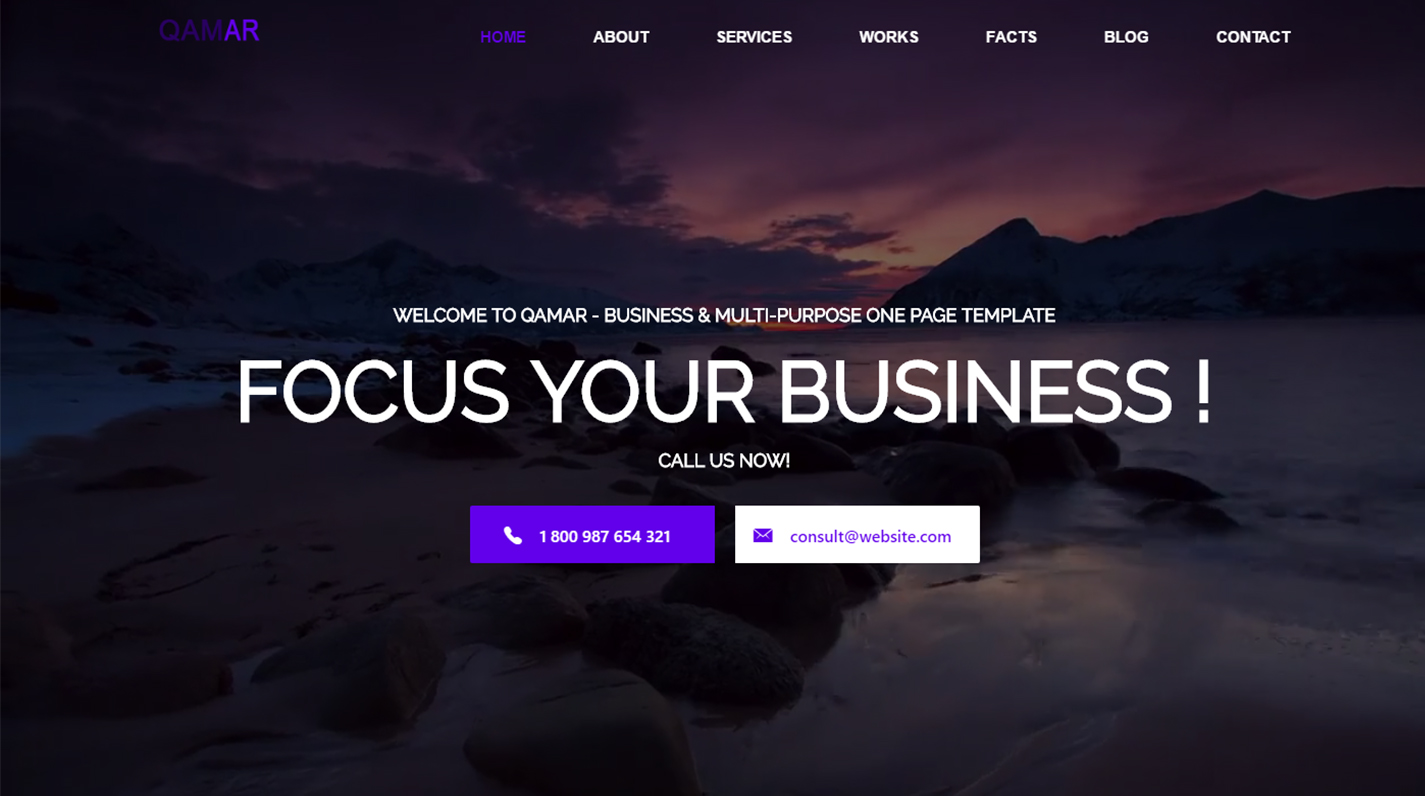 QAMAR
HOME ABOUT SERVICES WORKS FACTS BLOG CONTACT
WELCOME TO QAMAR - BUSINESS & MULTI-PURPOSE ONE PAGE TEMPLATE
FOCUS YOUR BUSINESS !
CALL US NOW!
1 800 987 654 321
consult@website.com